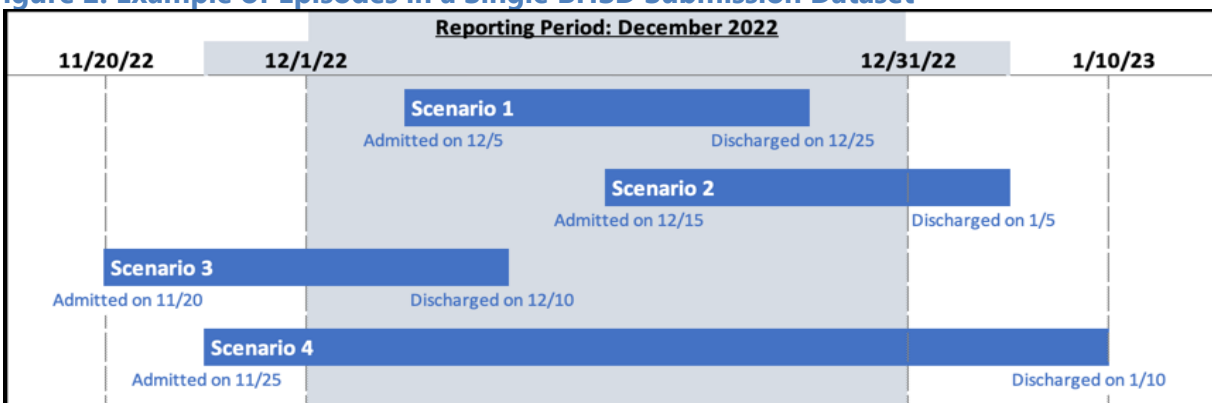 Reporting Period: December 2022
11/20/22 12/1/22 12/31/22 1/10/23
Scenario 1
Admitted on 12/5 Discharged on 12/25
Scenario 2
Admitted on 12/15 Discharged on 1/5
Scenario 3
Admitted on 11/20 Discharged on 12/10
Scenario 4
Admitted on 11/25 Discharged on 1/10